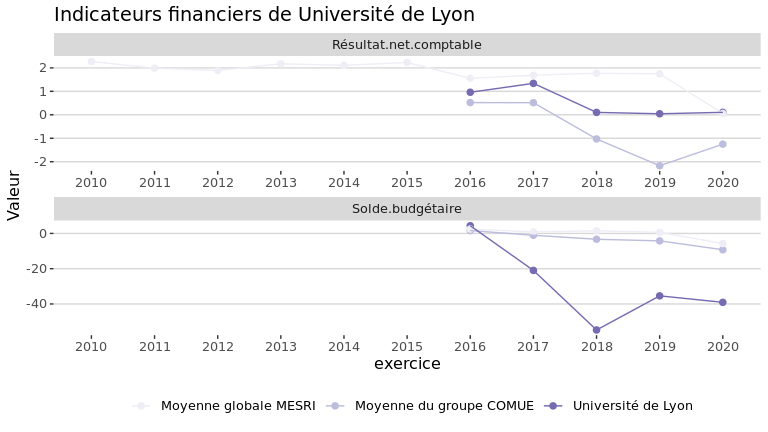 Indicateurs financiers de Université de Lyon
Résultat.net.comptable
2
1
0
-1
-2
2010 2011 2012 2013 2014 2015 2016 2017 2018 2019 2020
Valeur
Solde.budgétaire
0
-20
-40
2010 2011 2012 2013 2014 2015 2016 2017 2018 2019 2020
exercice
Moyenne globale MESRI Moyenne du groupe COMUE Université de Lyon